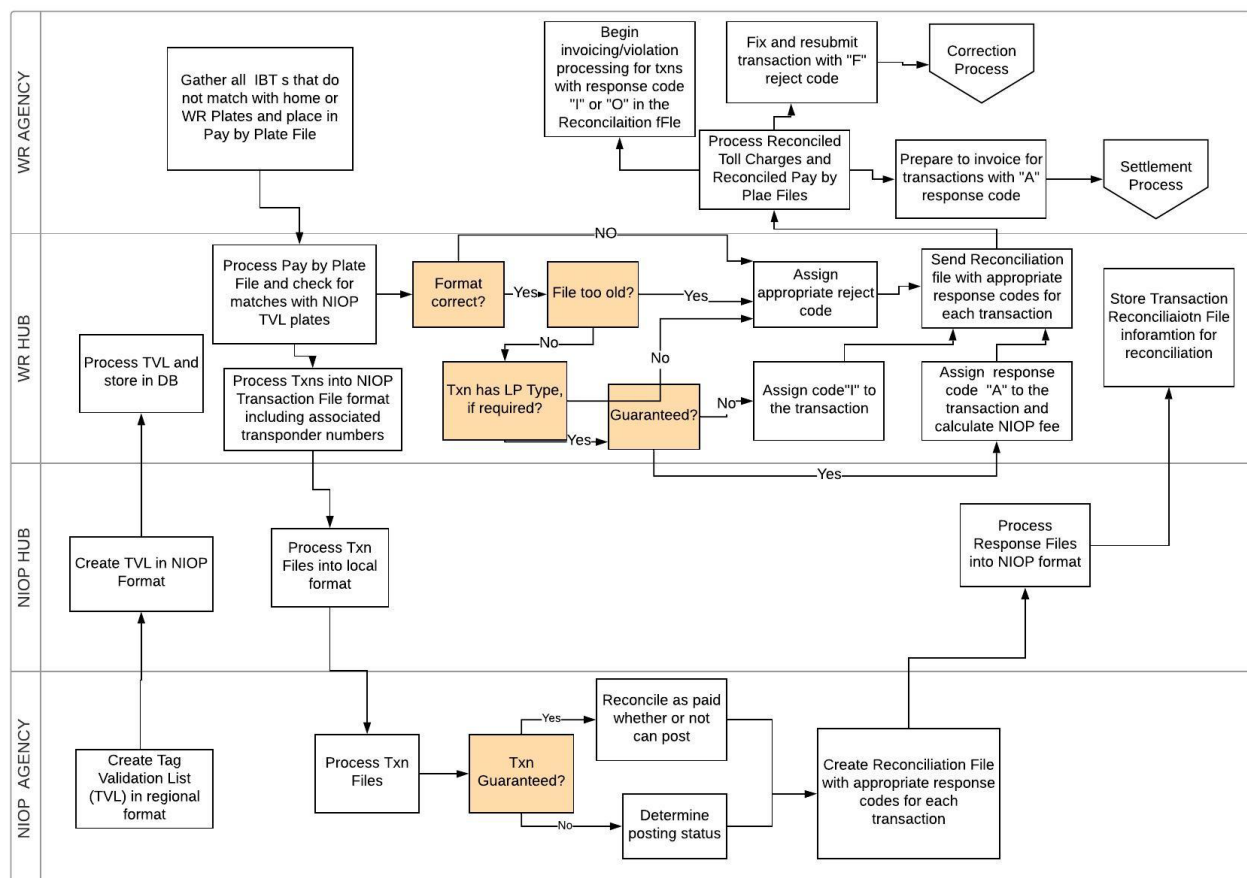 WR AGENCY
Gather all IBT s that do
not match with home or
WR Plates and place in
Pay by Plate File
Begin
invoicing/violation
processing for txns
with response code
"I" or "O" in the
Reconcilaition fFle
Fix and resubmit
transaction with "F"
reject code
Correction
Process
Process Reconciled
Toll Charges and
Reconciled Pay by
Plae Files
Prepare to invoice for
transactions with "A"
response code
Settlement
Process
WR HUB
Process TVL and
store in DB
Process Pay by Plate
File and check for
matches with NIOP
TVL plates
Process Txns into NIOP
Transaction File format
including associated
transponder numbers
Format
correct?
NO
Yes
File too old?
Yes
No
Txn has LP Type,
if required?
No
Yes
Guaranteed?
No
Yes
Assign
appropriate reject
code
Assign code"I" to
the transaction
Send Reconciliation
file with appropriate
response codes for
each transaction
Assign response
code "A" to the
transaction and
calculate NIOP fee
Store Transaction
Reconciliaiotn File
inforamtion for
reconciliation
NIOP HUB
Create TVL in NIOP
Format
Process Txn
Files into local
format
Process
Response Files
into NIOP format
NIOP AGENCY
Create Tag
Validation List
(TVL) in regional
format
Process Txn
Files
Txn
Guaranteed?
Yes
No
Reconcile as paid
whether or not
can post
Determine
posting status
Create Reconciliation File
with appropriate response
codes for each
transaction